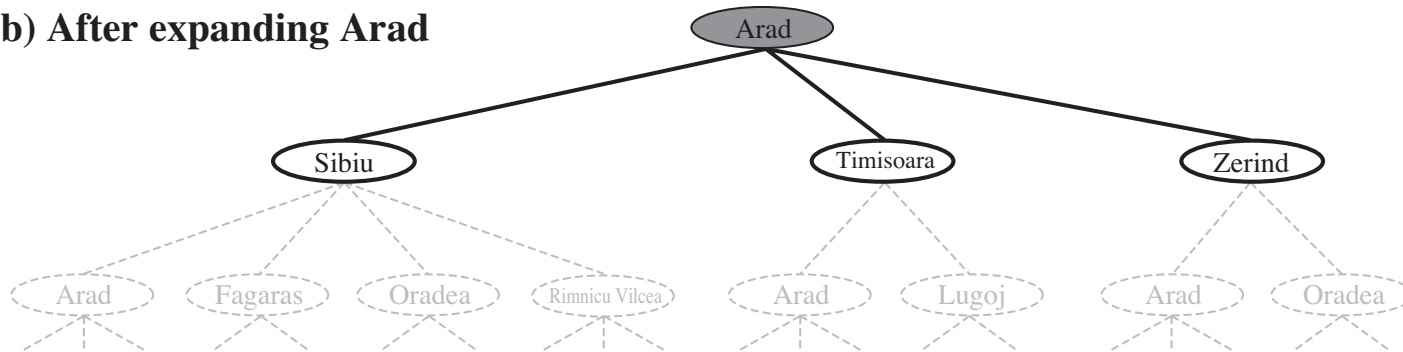 b) After expanding Arad
Arad
Sibiu
Timisoara
Zerind
Arad
Fagaras
Oradea
Rimnicu Vilcea
Arad
Lugoj
Arad
Oradea